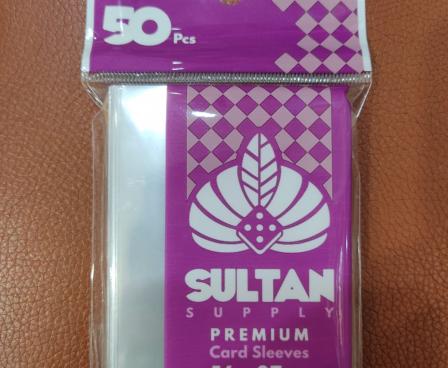 50 Pcs
SULTAN
SUPPLY
PREMIUM
Card Sleeves